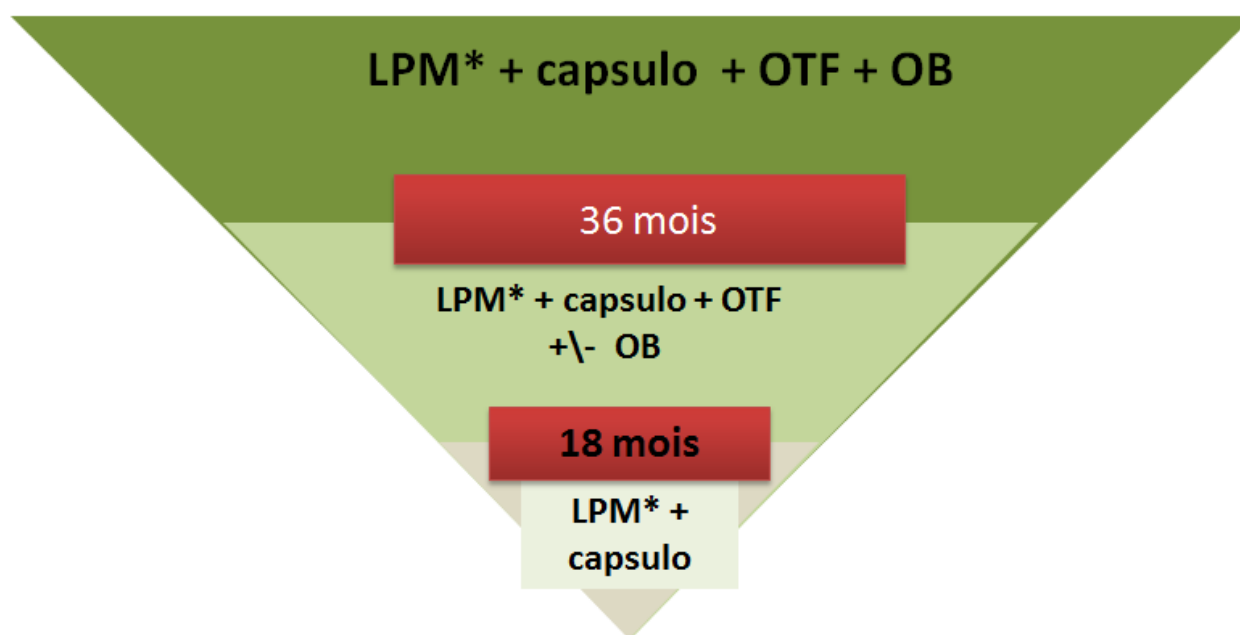 LPM* + capsulo + OTF + OB
36 mois
LPM* + capsulo + OTF
+\- OB
18 mois
LPM* +
capsulo